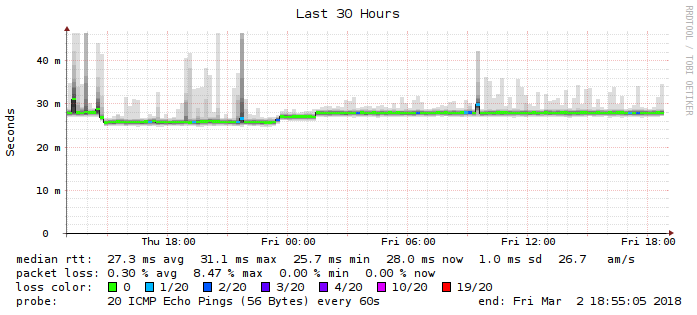 Last 30 Hours
RRDTOOL / TOBI OETIKER
Seconds
40 m
30 m
20 m
10 m
0
Thu 18:00 Fri 00:00 Fri 06:00 Fri 12:00 Fri 18:00
median rtt: 27.3 ms avg 31.1 ms max 25.7 ms min 28.0 ms now 1.0 ms sd 26.7 am/s
packet loss: 0.30 % avg 8.47 % max 0.00 % min 0.00 % now
loss color: 0 1/20 2/20 3/20 4/20 10/20 19/20
probe: 20 ICMP Echo Pings (56 Bytes) every 60s end: Fri Mar 2 18:55:05 2018